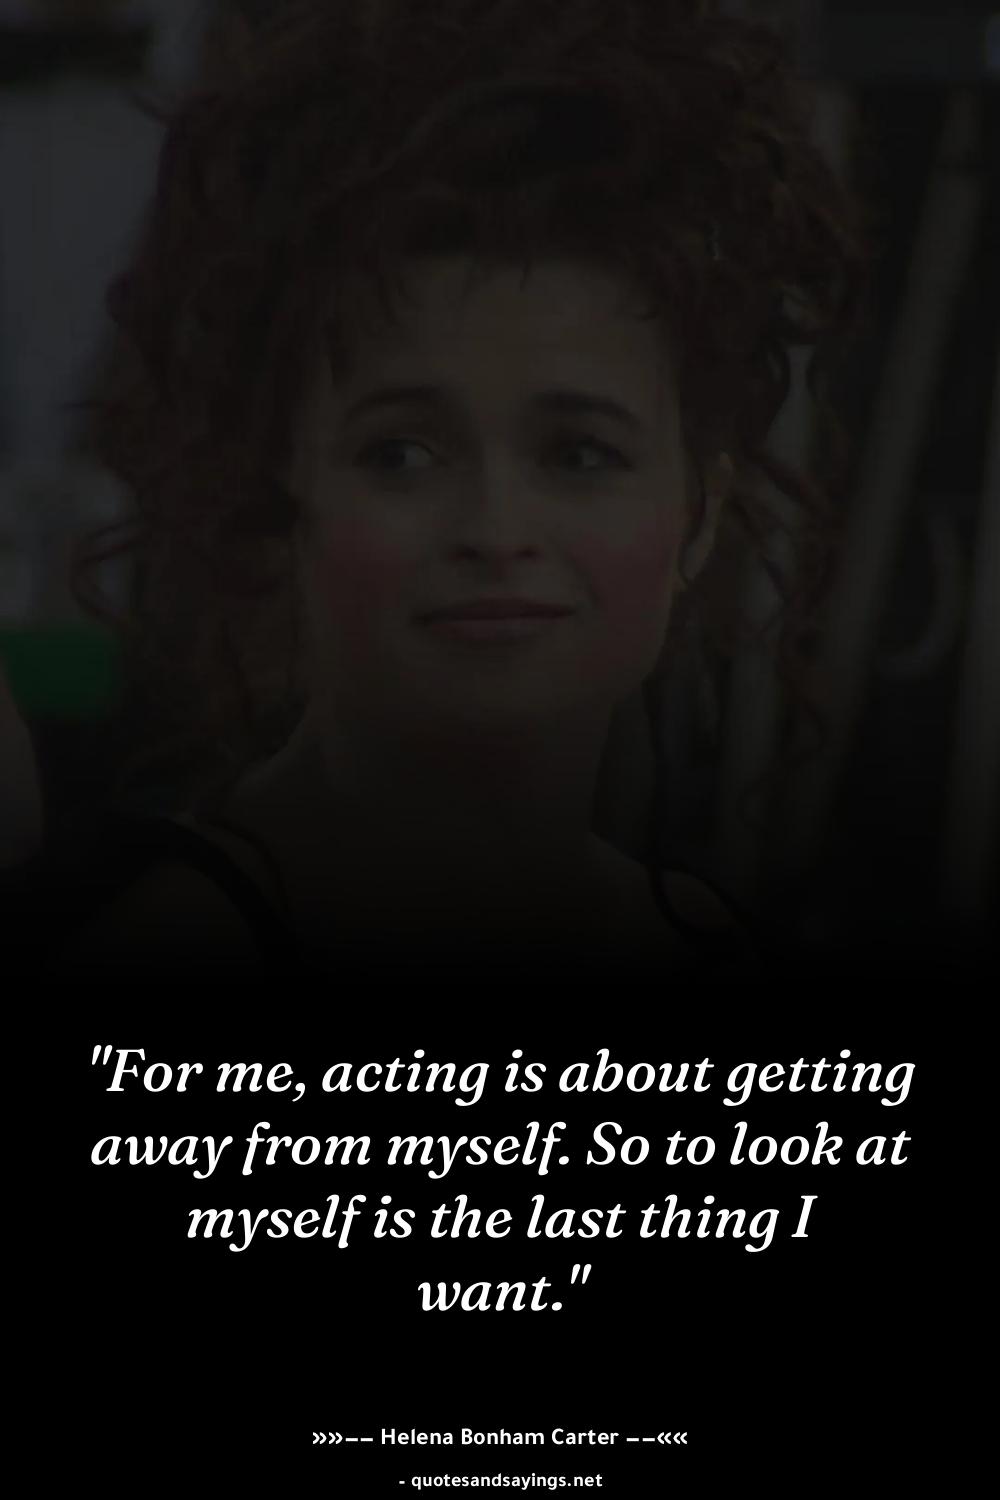 "For me, acting is about getting
away from myself. So to look at
myself is the last thing I
want."
»»−− Helena Bonham Carter −−««
- quotesandsayings.net